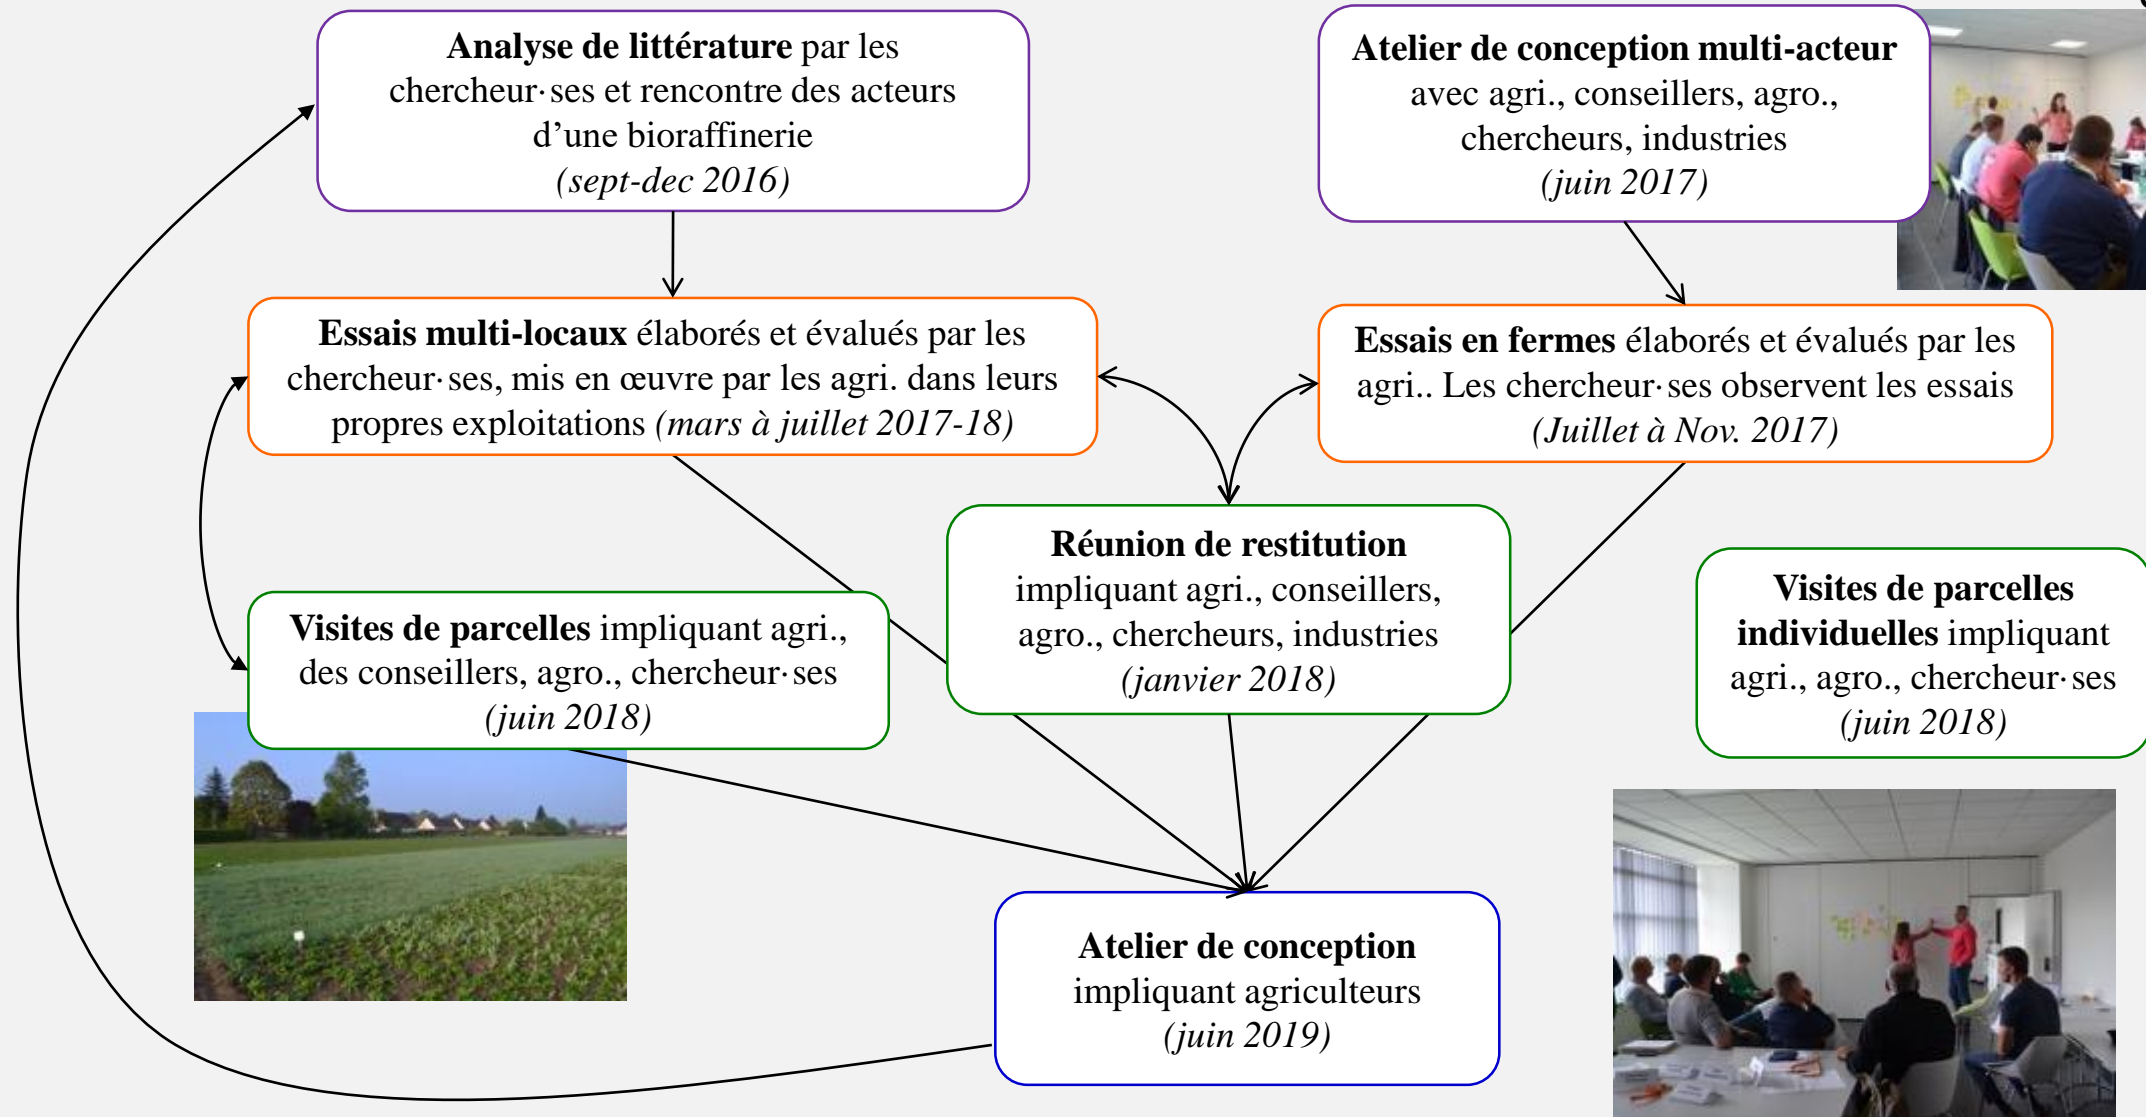 Analyse de littérature par les
chercheur·ses et rencontre des acteurs
d'une bioraffinerie
(sept-dec 2016)
Atelier de conception multi-acteur
avec agri., conseillers, agro.,
chercheurs, industries
(juin 2017)
Essais multi-locaux élaborés et évalués par les
chercheur·ses, mis en œuvre par les agri. dans leurs
propres exploitations (mars à juillet 2017-18)
Essais en fermes élaborés et évalués par les
agri.. Les chercheur·ses observent les essais
(Juillet à Nov. 2017)
Réunion de restitution
impliquant agri., conseillers,
agro., chercheurs, industries
(janvier 2018)
Visites de parcelles
individuelles impliquant
agri., agro., chercheur·ses
(juin 2018)
Visites de parcelles impliquant agri.,
des conseillers, agro., chercheur·ses
(juin 2018)
Atelier de conception
impliquant agriculteurs
(juin 2019)